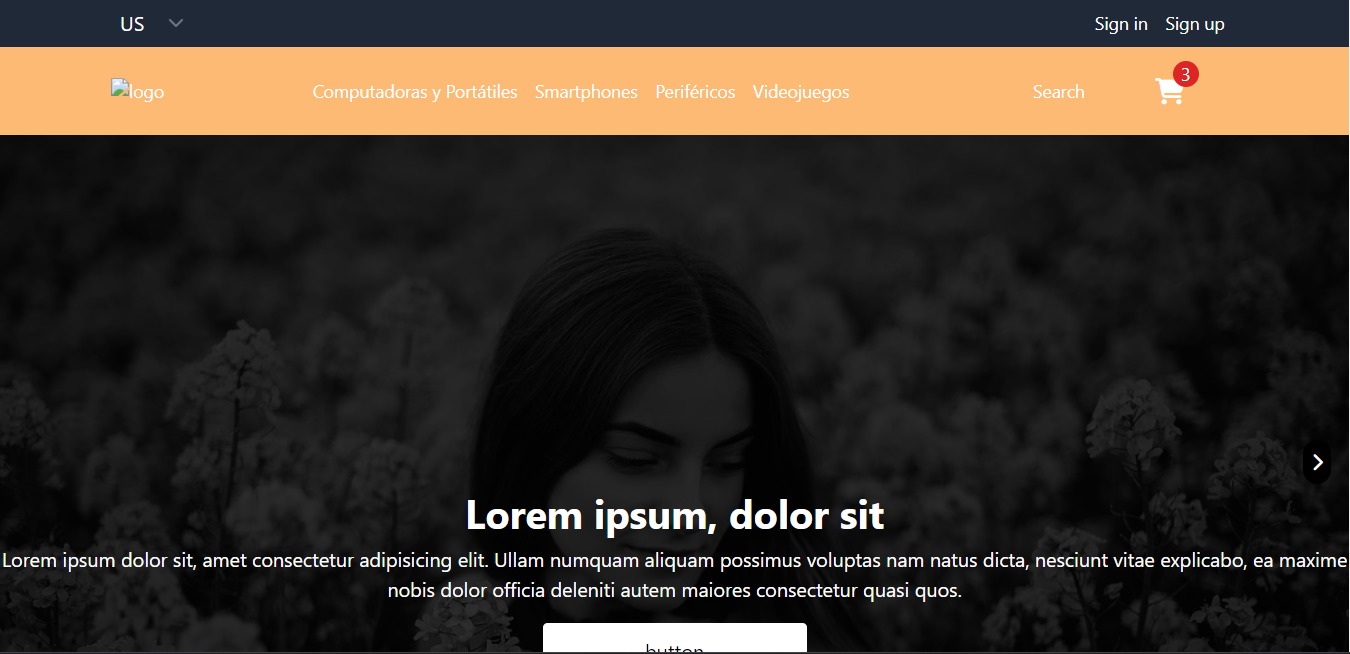 US
Sign in Sign up
logo
Computadoras y Portátiles Smartphones Periféricos Videojuegos
Search
3
Lorem ipsum, dolor sit
Lorem ipsum dolor sit, amet consectetur adipisicing elit. Ullam numquam aliquam possimus voluptas nam natus dicta, nesciunt vitae explicabo, ea maxime
nobis dolor officia deleniti autem maiores consectetur quasi quos.
button